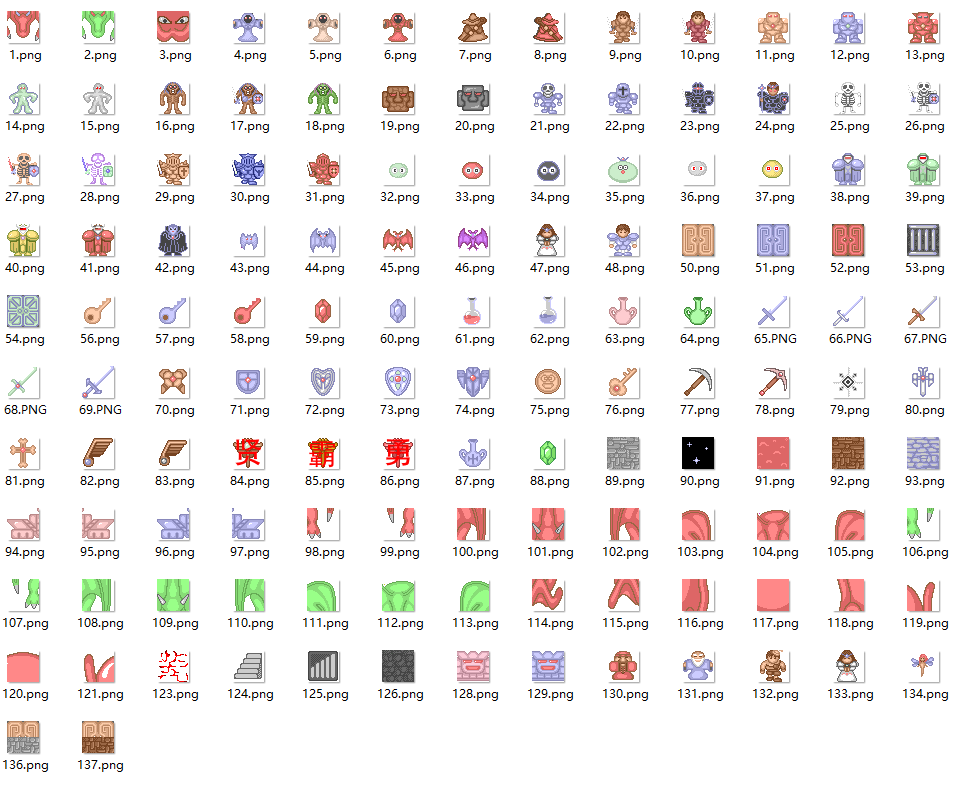 1.png 2.png 3.png 4.png 5.png 6.png 7.png 8.png 9.png 10.png 11.png 12.png 13.png
14.png 15.png 16.png 17.png 18.png 19.png 20.png 21.png 22.png 23.png 24.png 25.png 26.png
27.png 28.png 29.png 30.png 31.png 32.png 33.png 34.png 35.png 36.png 37.png 38.png 39.png
40.png 41.png 42.png 43.png 44.png 45.png 46.png 47.png 48.png 50.png 51.png 52.png 53.png
54.png 56.png 57.png 58.png 59.png 60.png 61.png 62.png 63.png 64.png 65.PNG 66.PNG 67.PNG
68.PNG 69.PNG 70.png 71.png 72.png 73.png 74.png 75.png 76.png 77.png 78.png 79.png 80.png
霸 第
81.png 82.png 83.png 84.png 85.png 86.png 87.png 88.png 89.png 90.png 91.png 92.png 93.png
94.png 95.png 96.png 97.png 98.png 99.png 100.png 101.png 102.png 103.png 104.png 105.png 106.png
107.png 108.png 109.png 110.png 111.png 112.png 113.png 114.png 115.png 116.png 117.png 118.png 119.png
120.png 121.png 123.png 124.png 125.png 126.png 128.png 129.png 130.png 131.png 132.png 133.png 134.png
136.png 137.png